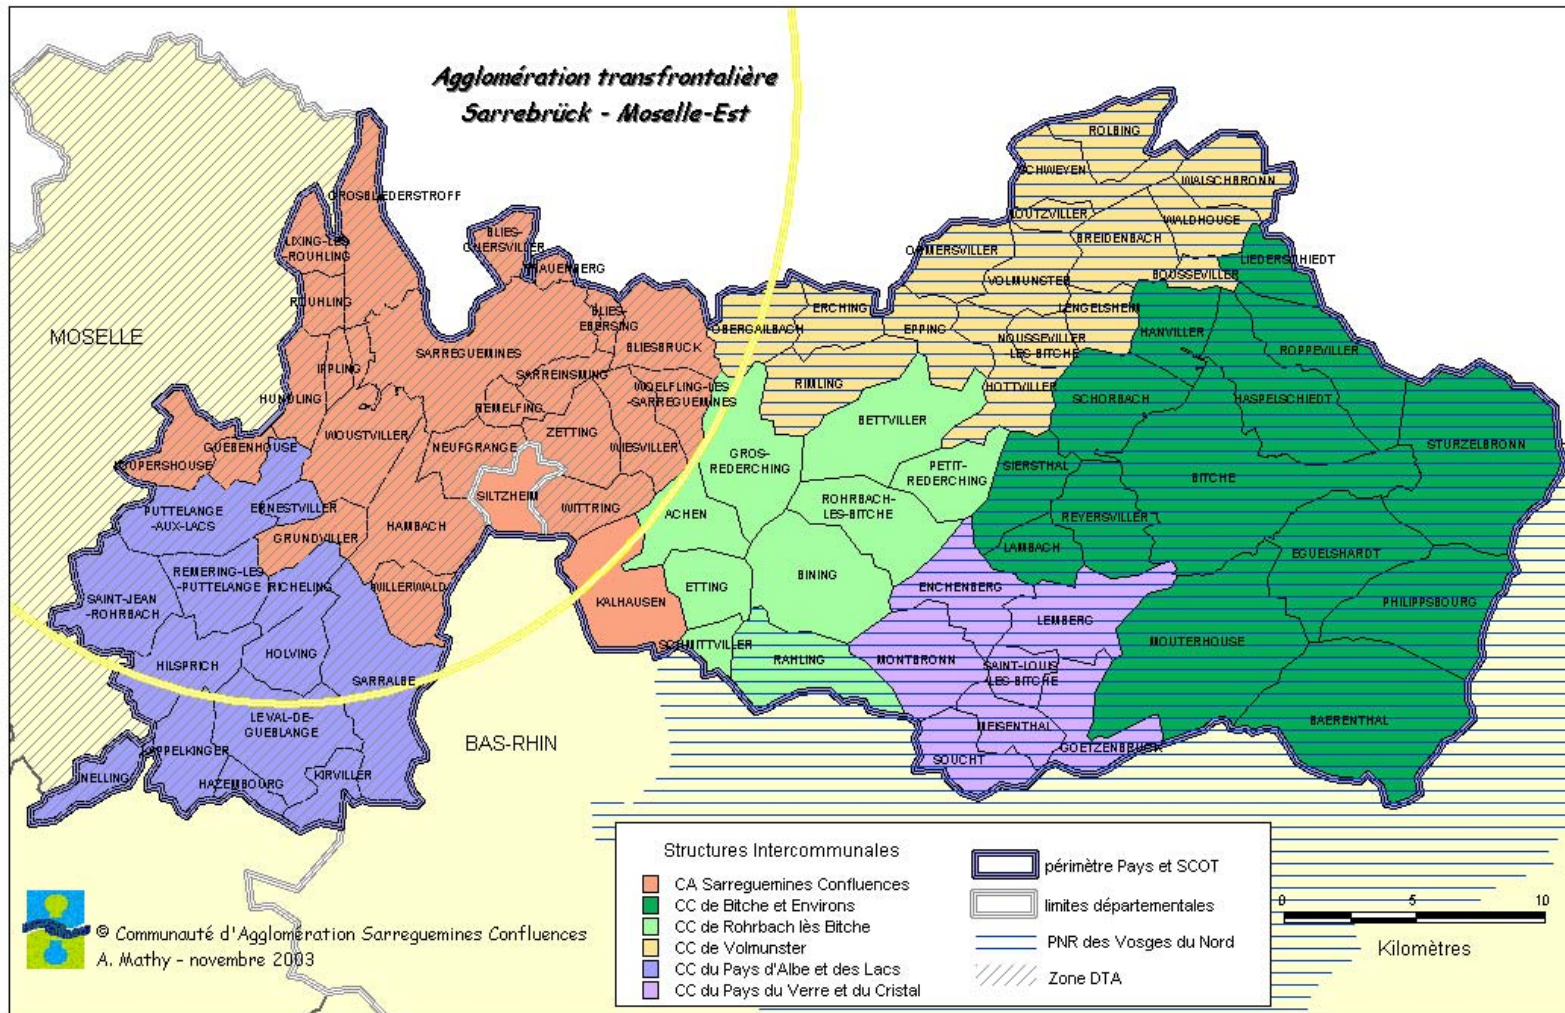 Agglomération transfrontalière
Sarrebrück - Moselle-Est
ROLBING
SCHWEYEN
WALSCHBRONN
GROSBLIEDERSTROFF
LOUTZVILLER
WALDHOUSE
LIXING-LES
-ROUHLING
BLIES-
GUERSVILLER
BREIDENBACH
ORMERSVILLER
LIEDERSCHIEDT
FRAUENBERG
BOUSSEVILLER
VOLMUNSTER
ROUHLING
ERCHING
LENGELSHEIM
BLIES-
EBERSING
OBERGAILBACH
EPPING
HANVILLER
MOSELLE
NOUSSEVILLER
-LES-BITCHE
BLIESBRUCK
SARREGUEMINES
ROPPEVILLER
IPPLING
SARREINSMING
RIMLING
HOTTVILLER
WOELFLING-LES
-SARREGUEMINES
HUNDLING
SCHORBACH
HASPELSCHIEDT
REMELFING
BETTVILLER
WOUSTVILLER
ZETTING
GUEBENHOUSE
NEUFGRANGE
WIESVILLER
STURZELBRONN
GROS-
REDERCHING
LOUPERSHOUSE
PETIT-
REDERCHING
SIERSTHAL
BITCHE
SILTZHEIM
ROHRBACH-
LES-BITCHE
PUTTELANGE
-AUX-LACS
ERNESTVILLER
WITTRING
ACHEN
REYERSVILLER
HAMBACH
GRUNDVILLER
LAMBACH
EGUELSHARDT
REMERING-LES
-PUTTELANGE
RICHELING
WILLERWALD
ETTING
BINING
ENCHENBERG
SAINT-JEAN
-ROHRBACH
KALHAUSEN
PHILIPPSBOURG
LEMBERG
SCHMITTVILLER
MOUTERHOUSE
HOLVING
HILSPRICH
RAHLING
MONTBRONN
SAINT-LOUIS
-LES-BITCHE
SARRALBE
LE VAL-DE-
GUEBLANGE
MEISENTHAL
BAERENTHAL
BAS-RHIN
KAPPELKINGER
GOETZENBRUCK
SOUCHT
NELLING
KIRVILLER
HAZEMBOURG
Structures Intercommunales
CA Sarreguemines Confluences
CC de Bitche et Environs
CC de Rohrbach lès Bitche
CC de Volmunster
CC du Pays d'Albe et des Lacs
CC du Pays du Verre et du Cristal
périmètre Pays et SCOT
limites départementales
PNR des Vosges du Nord
Zone DTA
0 5 10
Kilomètres
© Communauté d'Agglomération Sarreguemines Confluences
A. Mathy - novembre 2003